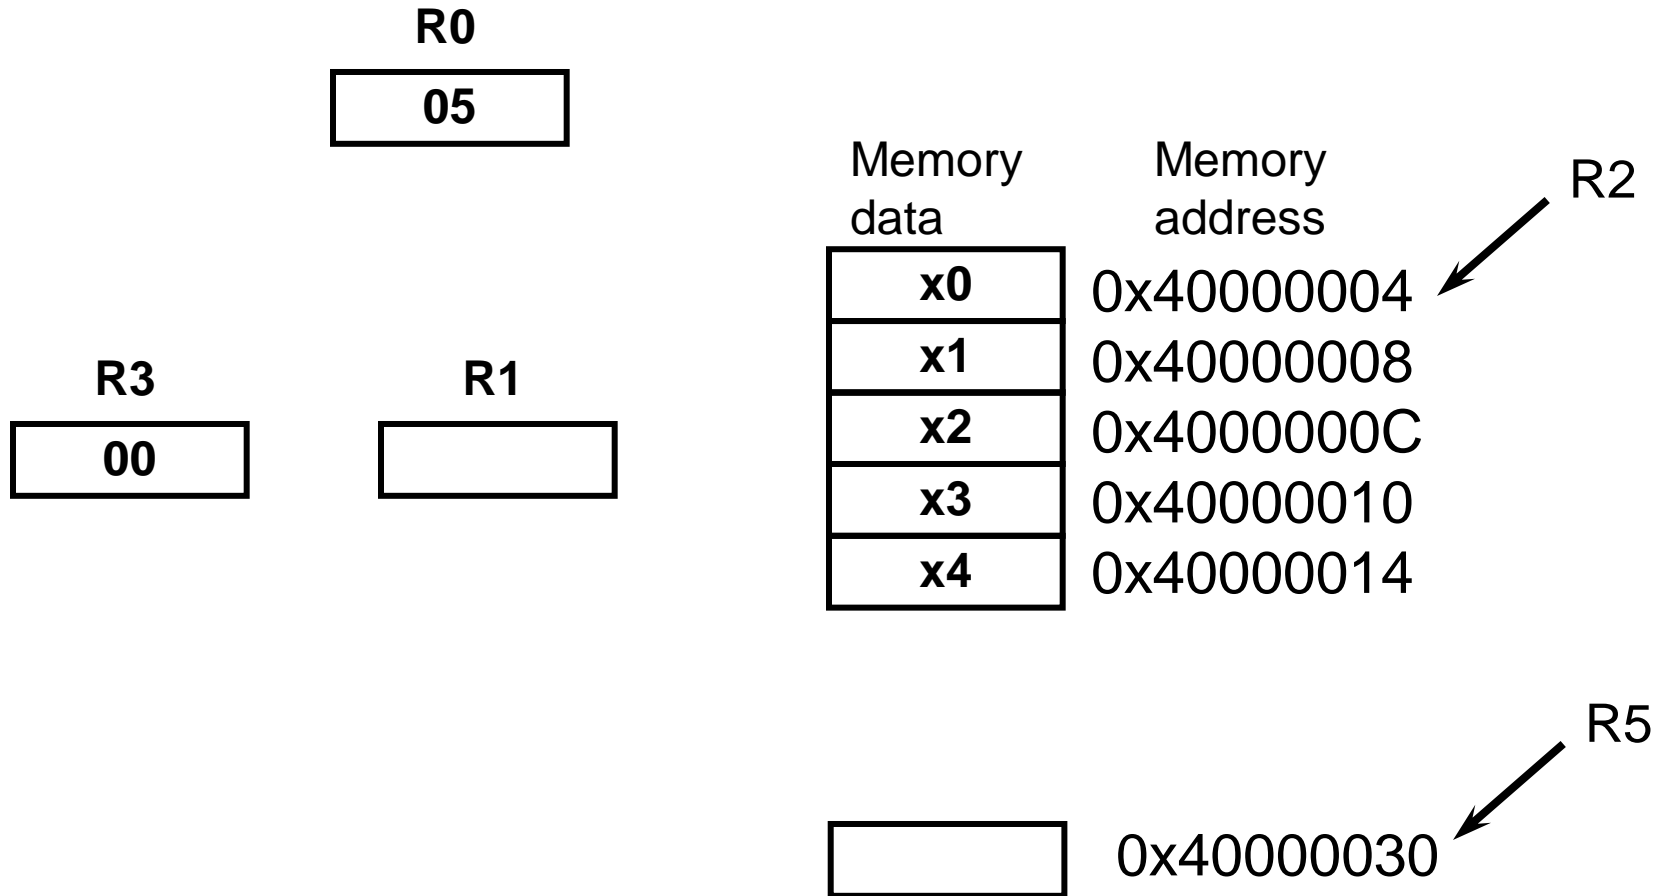 R0
05
Memory data
Memory address
R2
x0 0x40000004
x1 0x40000008
x2 0x4000000C
x3 0x40000010
x4 0x40000014
R3
00
R1
R5
0x40000030